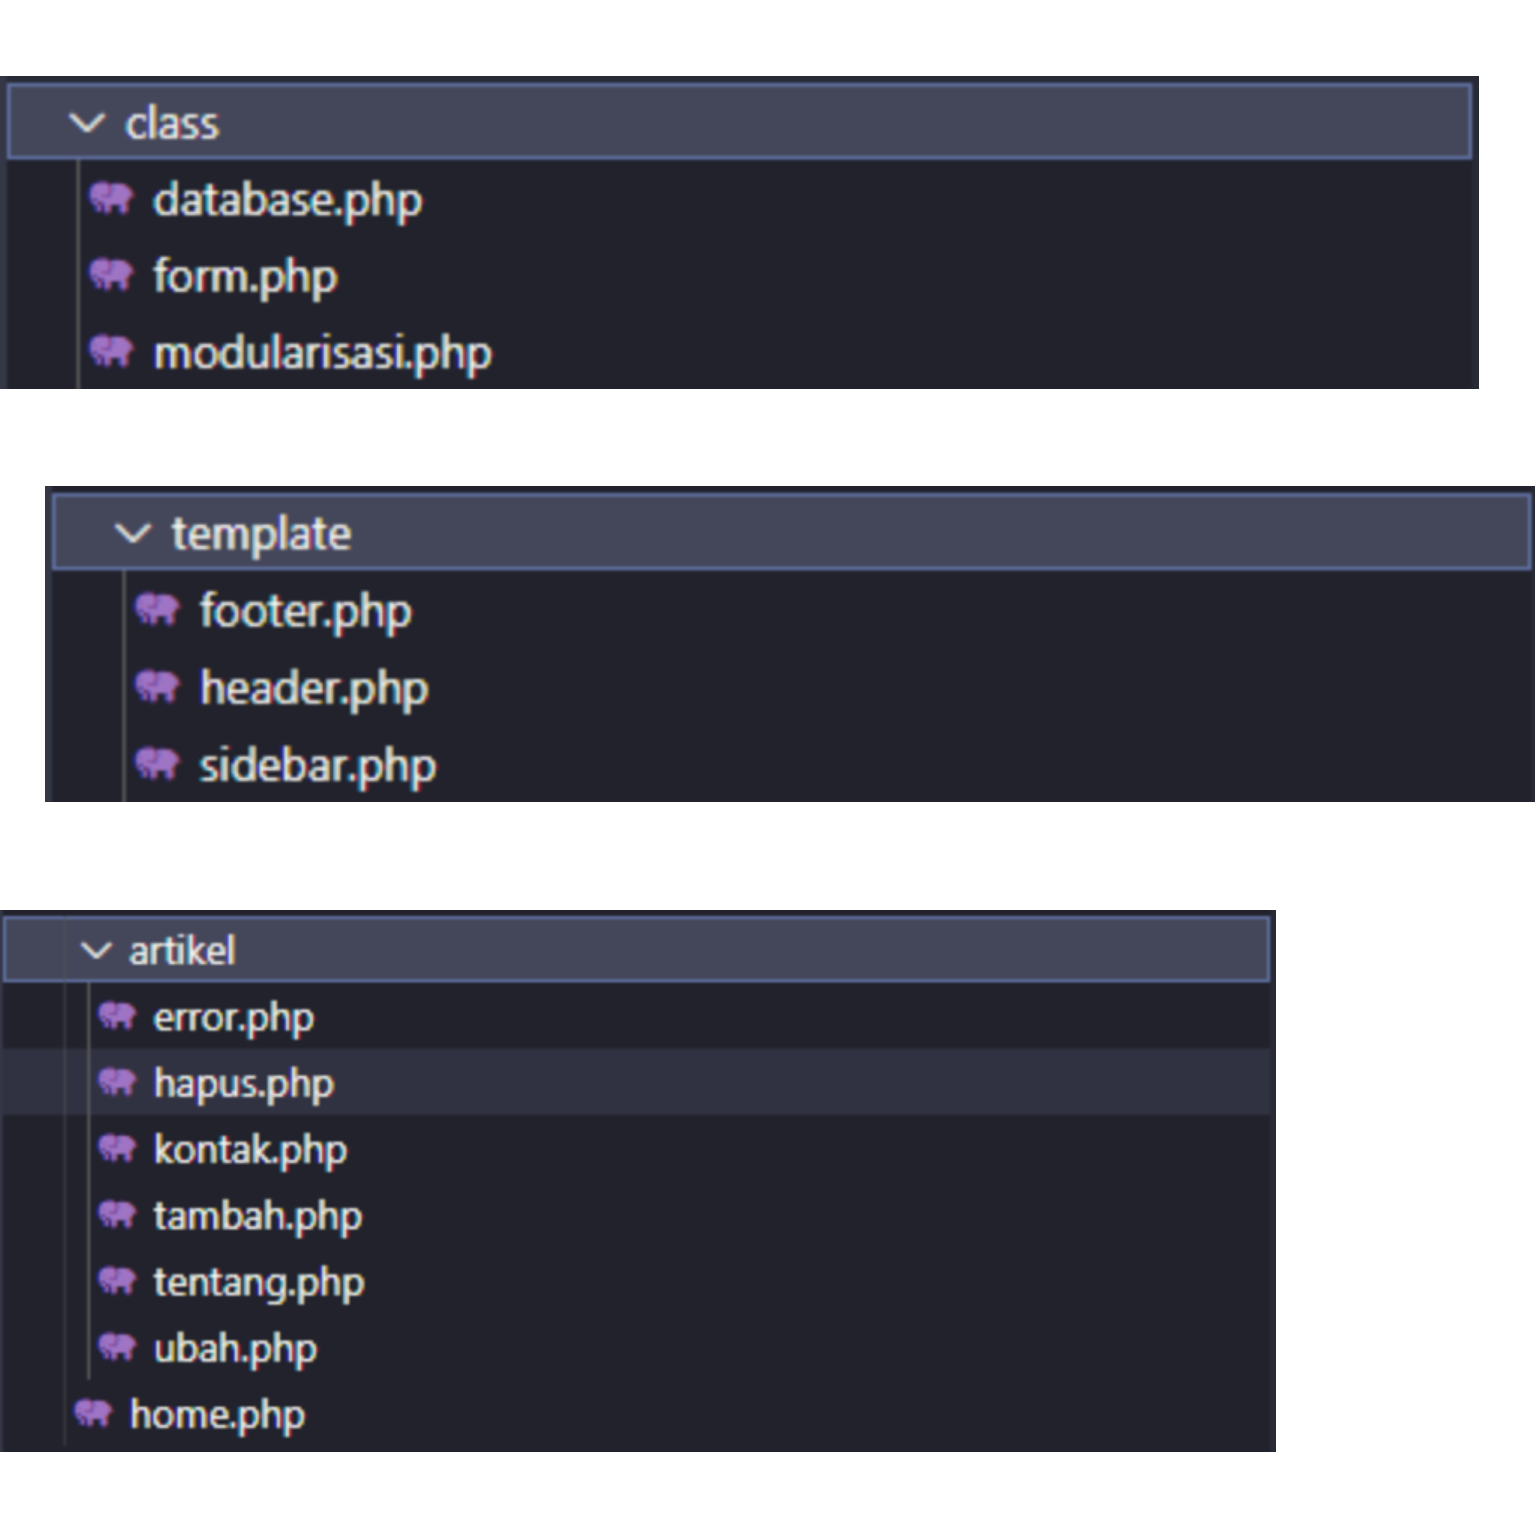 class
database.php
form.php
modularisasi.php
template
footer.php
header.php
sidebar.php
artikel
error.php
hapus.php
kontak.php
tambah.php
tentang.php
ubah.php
home.php